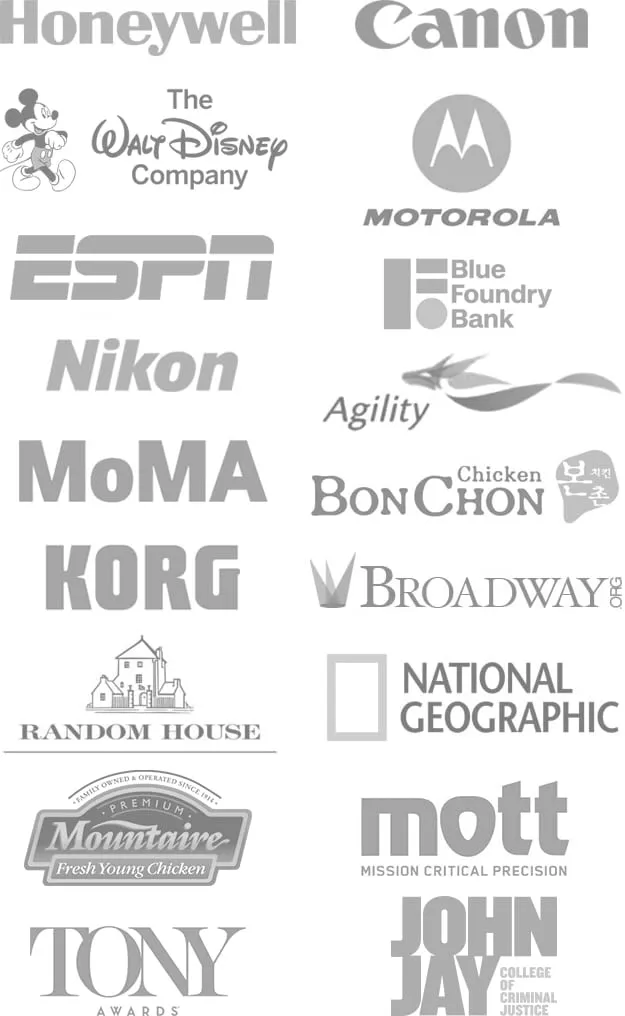 Honeywell
Canon
The
Walt Disney
Company
MOTOROLA
ESPN
Blue
Foundry
Bank
Nikon
Agility
MoMA
Chicken
BONCHON
본 치킨
촌
KORG
BROADWAY.ORG
RANDOM HOUSE
NATIONAL
GEOGRAPHIC
• FAMILY OWNED & OPERATED SINCE 1914 •
• PREMIUM •
Mountaire
Fresh Young Chicken
mott
MISSION CRITICAL PRECISION
TONY
AWARDS
JOHN
JAY
COLLEGE
OF
CRIMINAL
JUSTICE